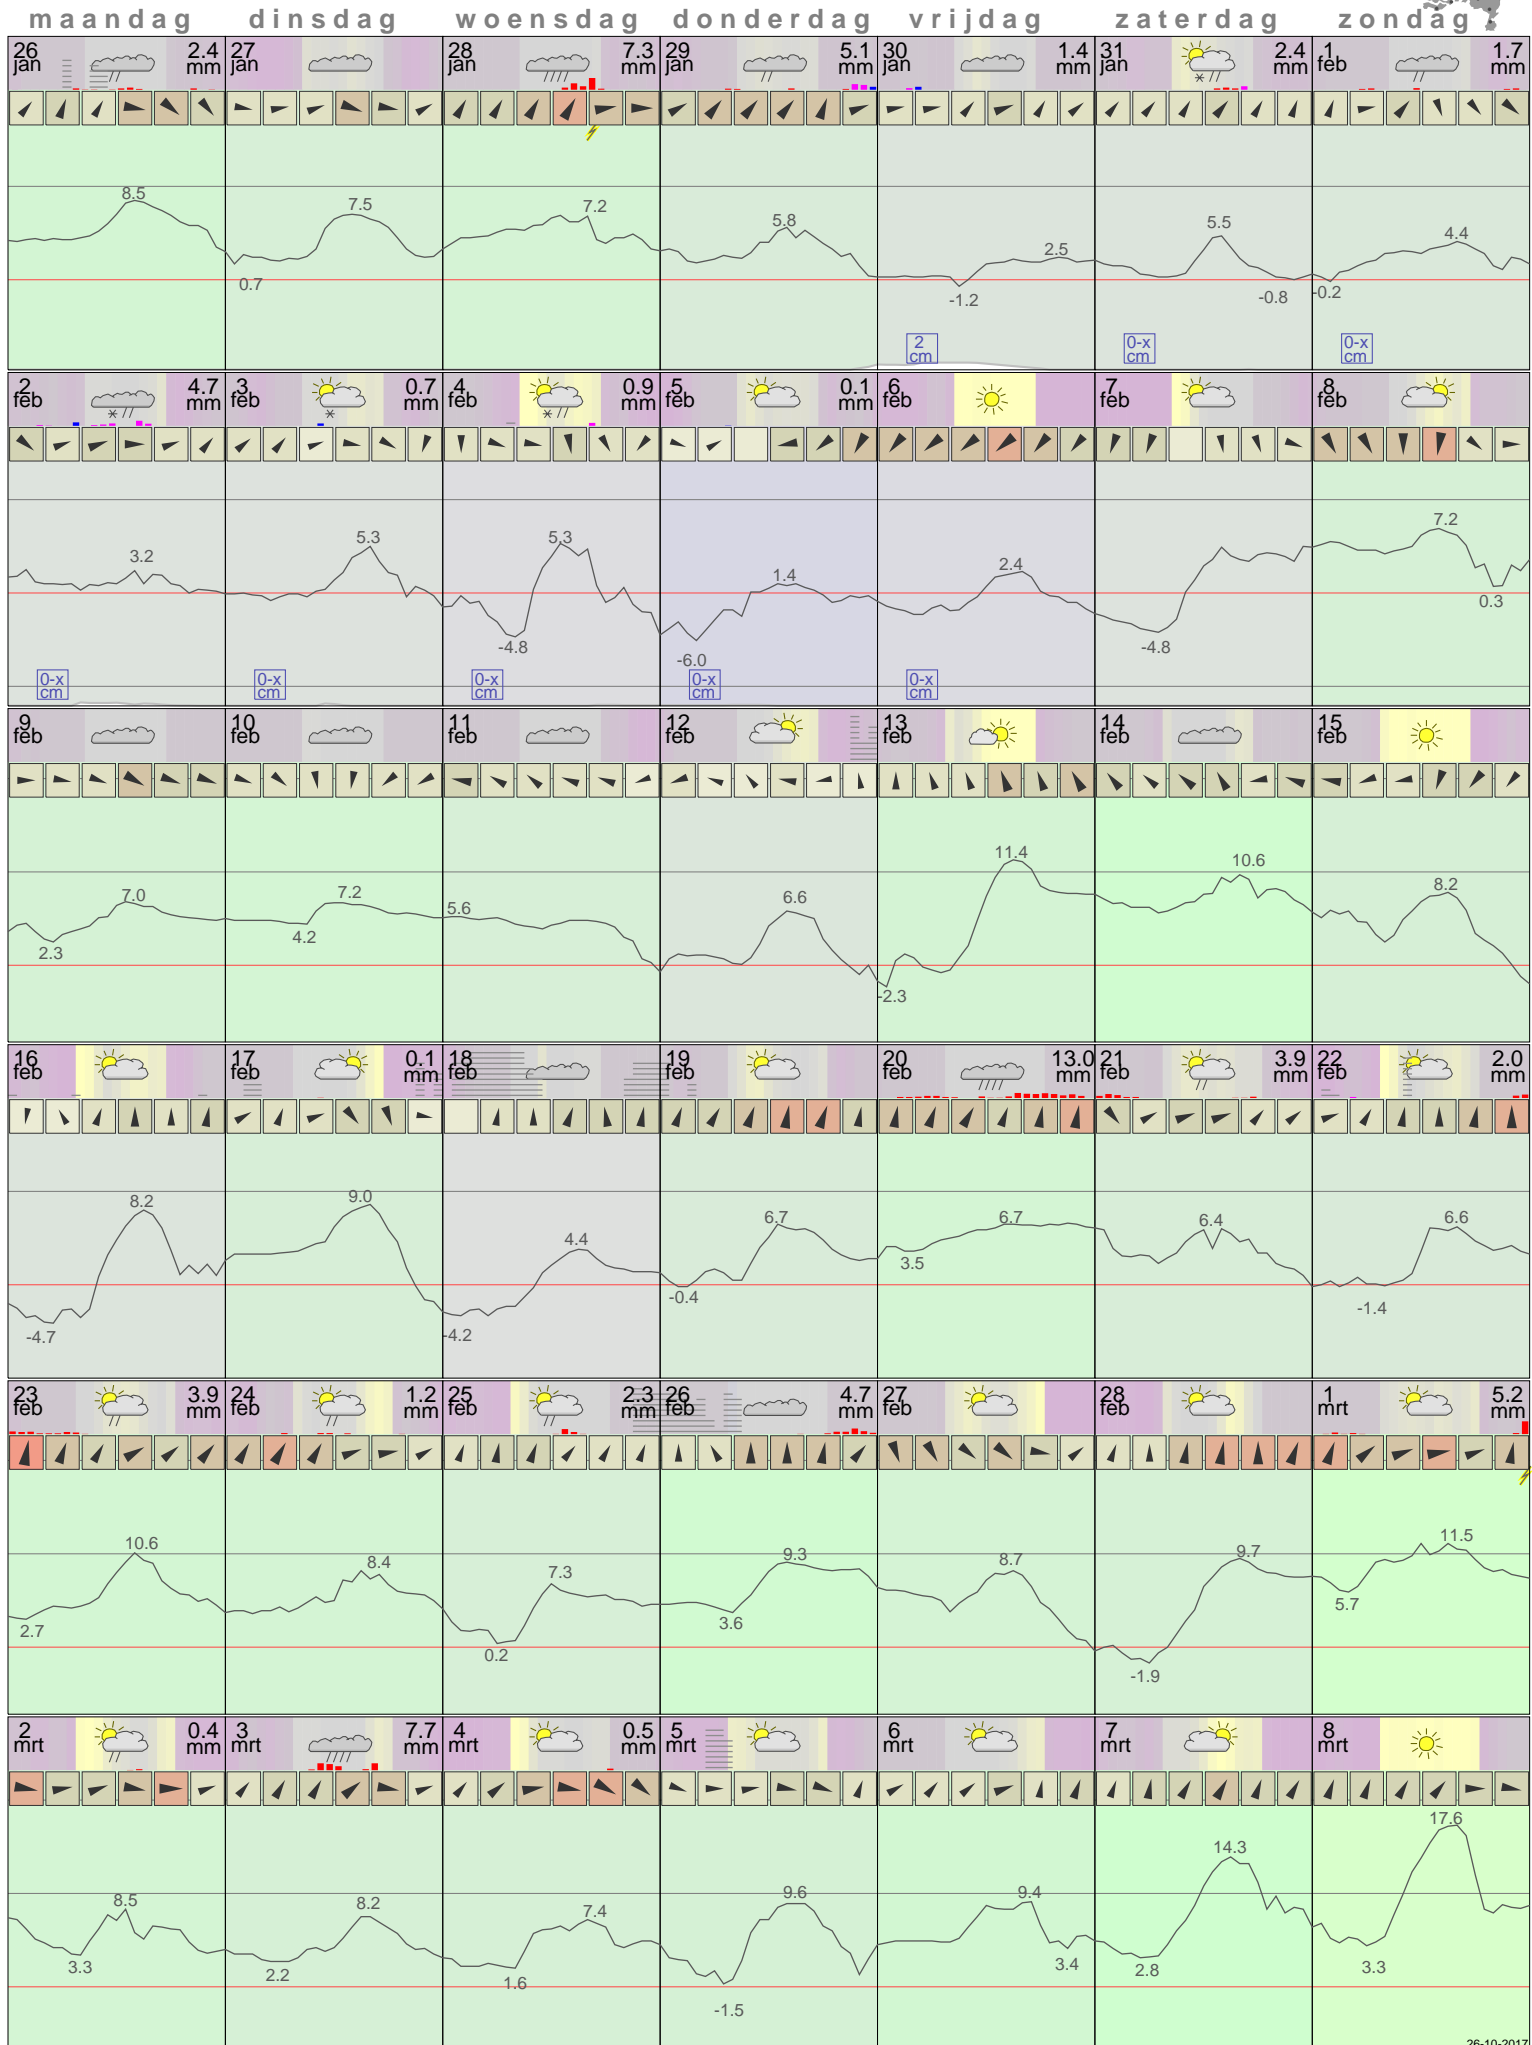 maandag dinsdag woensdag donderdag vrijdag zaterdag zondag
26 2.4 27 28 7.3 29 5.1 30 1.4 31 2.4 1 1.7
jan mm jan jan mm jan mm jan mm jan mm feb mm
8.5 7.5 7.2 5.8 2.5 5.5 4.4
0.7 -1.2 -0.8 -0.2
2 0-x 0-x
cm cm cm
2 4.7 3 0.7 4 0.9 5 0.1 6 7 8
feb mm feb mm feb mm feb mm feb feb feb
3.2 5.3 5.3 1.4 2.4 7.2
-4.8 -6.0 -4.8 0.3
0-x 0-x 0-x 0-x 0-x
cm cm cm cm cm
9 10 11 12 13 14 15
feb feb feb feb feb feb feb
7.0 7.2 5.6 6.6 11.4 10.6 8.2
2.3 4.2 -2.3
16 17 0.1 18 19 20 13.0 21 3.9 22 2.0
feb feb mm feb feb feb mm feb mm feb mm
8.2 9.0 4.4 6.7 6.7 6.4 6.6
-4.7 -4.2 -0.4 3.5 -1.4
23 3.9 24 1.2 25 2.3 26 4.7 27 28 1 5.2
feb mm feb mm feb mm feb mm feb feb mrt mm
10.6 8.4 7.3 9.3 8.7 9.7 11.5
2.7 0.2 3.6 -1.9 5.7
2 0.4 3 7.7 4 0.5 5 6 7 8
mrt mm mrt mm mrt mm mrt mrt mrt mrt
8.5 8.2 7.4 9.6 9.4 14.3 17.6
3.3 2.2 1.6 -1.5 3.4 2.8 3.3
26-10-2017